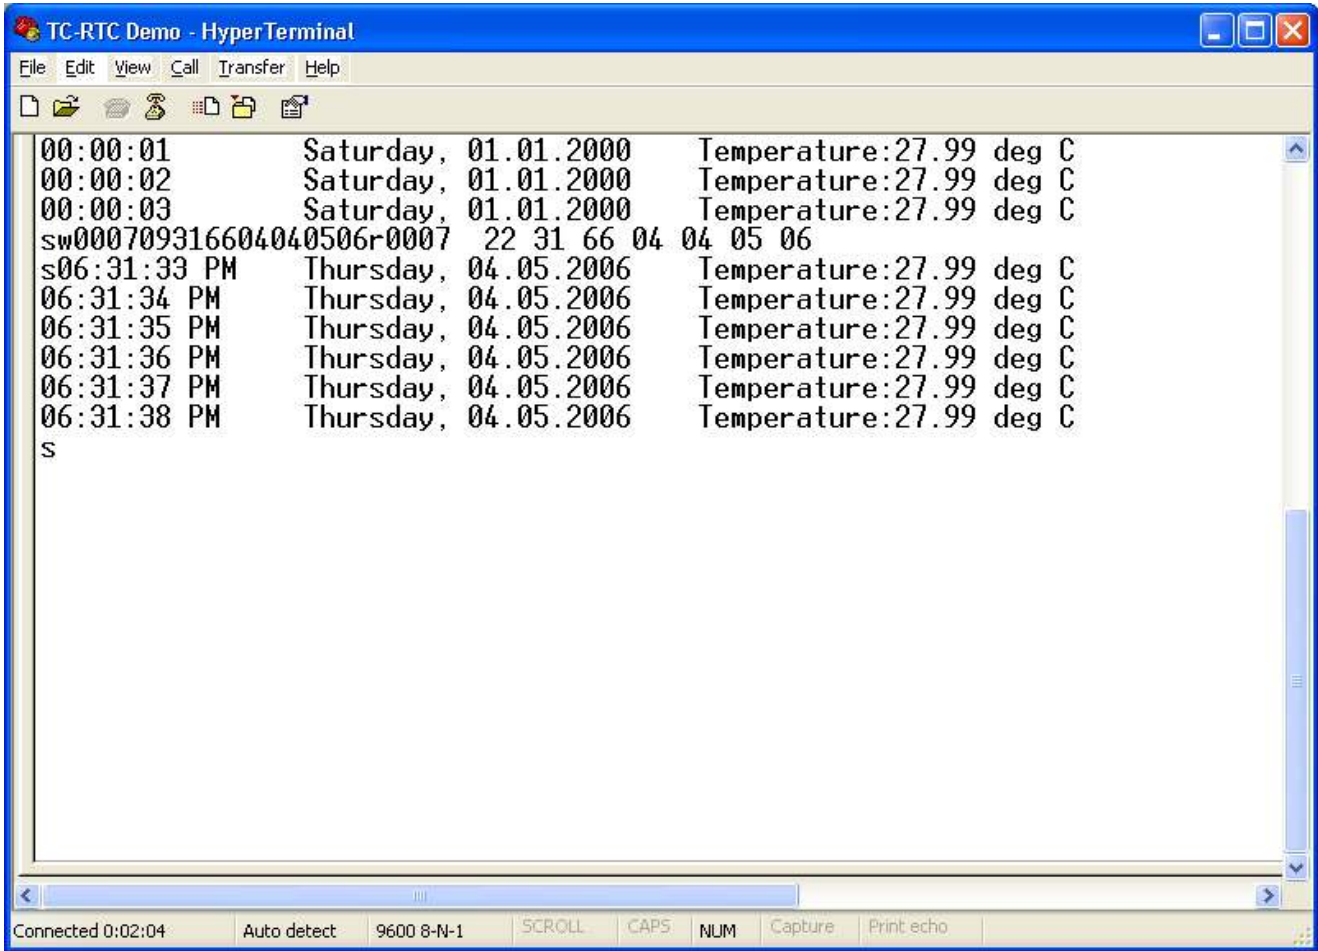 TC-RTC Demo - HyperTerminal
File Edit View Call Transfer Help
00:00:01 Saturday, 01.01.2000 Temperature:27.99 deg C
00:00:02 Saturday, 01.01.2000 Temperature:27.99 deg C
00:00:03 Saturday, 01.01.2000 Temperature:27.99 deg C
sw000709316604040506r0007 22 31 66 04 04 05 06
s06:31:33 PM Thursday, 04.05.2006 Temperature:27.99 deg C
06:31:34 PM Thursday, 04.05.2006 Temperature:27.99 deg C
06:31:35 PM Thursday, 04.05.2006 Temperature:27.99 deg C
06:31:36 PM Thursday, 04.05.2006 Temperature:27.99 deg C
06:31:37 PM Thursday, 04.05.2006 Temperature:27.99 deg C
06:31:38 PM Thursday, 04.05.2006 Temperature:27.99 deg C
s
Connected 0:02:04 Auto detect 9600 8-N-1 SCROLL CAPS NUM Capture Print echo